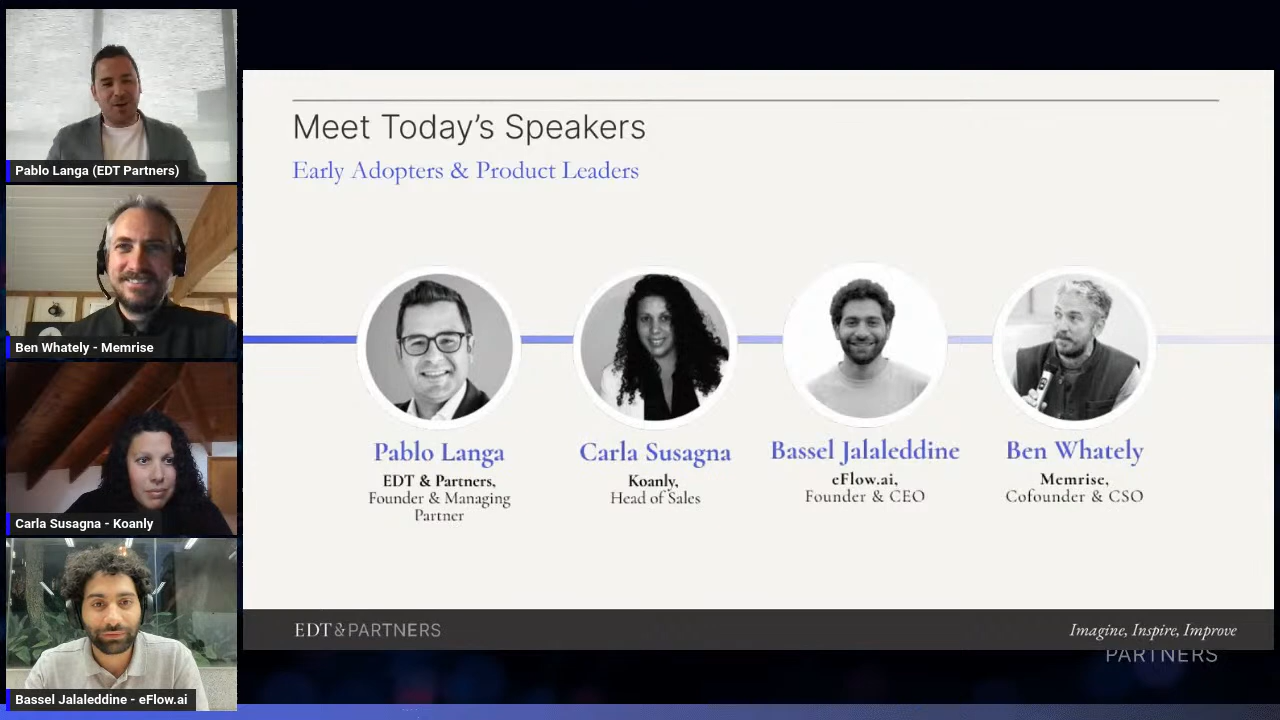 Pablo Langa (EDT Partners)
Ben Whately - Memrise
Carla Susagna - Koanly
Bassel Jalaleddine - eFlow.ai
Meet Today's Speakers
Early Adopters & Product Leaders
Pablo Langa
EDT & Partners,
Founder & Managing
Partner
Carla Susagna
Koanly,
Head of Sales
Bassel Jalaleddine
eFlow.ai,
Founder & CEO
Ben Whately
Memrise,
Cofounder & CSO
EDT&PARTNERS
Imagine, Inspire, Improve
PARTNERS